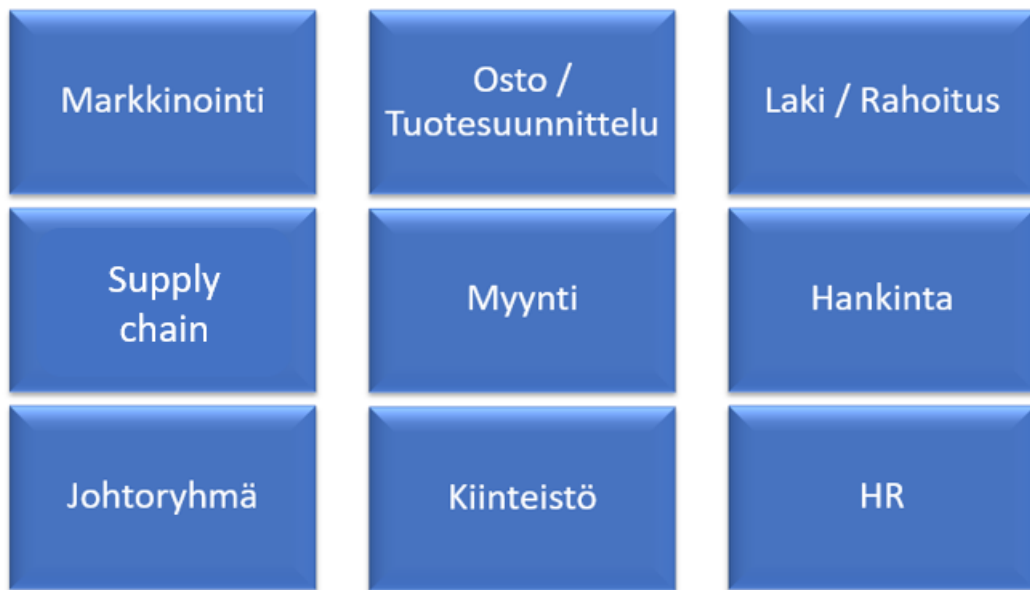 Markkinointi
Osto /
Tuotesuunnittelu
Laki / Rahoitus
Supply
chain
Myynti
Hankinta
Johtoryhmä
Kiinteistö
HR